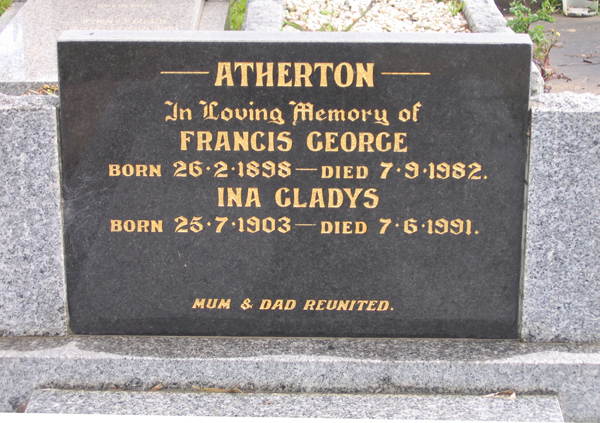 ATHERTON
In Loving Memory of
FRANCIS GEORGE
BORN 26·2·1898 — DIED 7·9·1982.
INA GLADYS
BORN 25·7·1903 — DIED 7·6·1991.
MUM & DAD REUNITED.